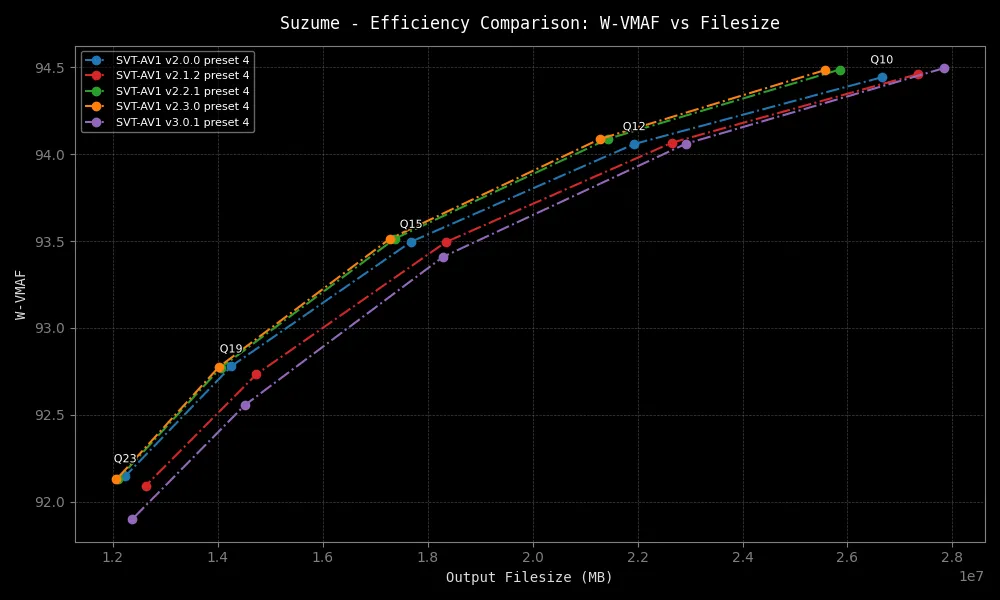 Suzume - Efficiency Comparison: W-VMAF vs Filesize
SVT-AV1 v2.0.0 preset 4
SVT-AV1 v2.1.2 preset 4
SVT-AV1 v2.2.1 preset 4
SVT-AV1 v2.3.0 preset 4
SVT-AV1 v3.0.1 preset 4
Q10
Q12
Q15
Q19
Q23
94.5
94.0
93.5
93.0
92.5
92.0
W-VMAF
1.2 1.4 1.6 1.8 2.0 2.2 2.4 2.6 2.8
1e7
Output Filesize (MB)